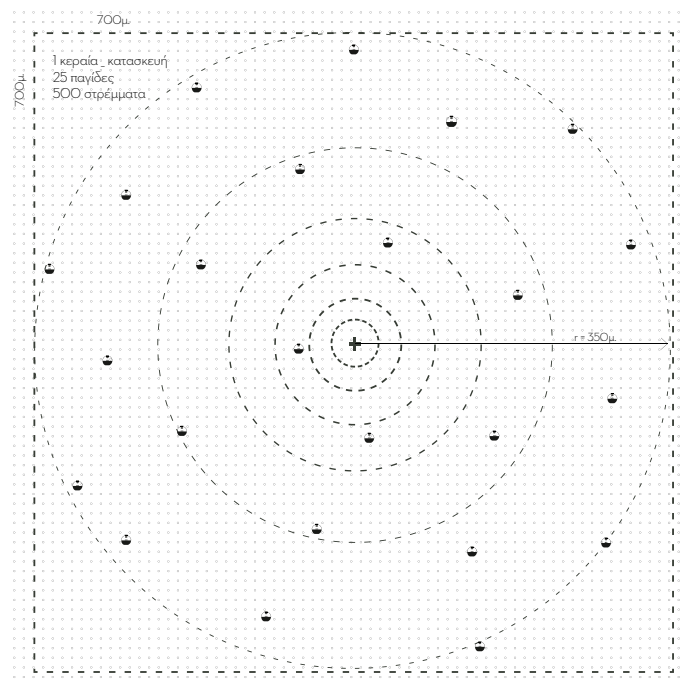 700μ.
700μ.
1 κεραία _ κατασκευή
25 παγίδες
500 στρέμματα
r = 350μ.